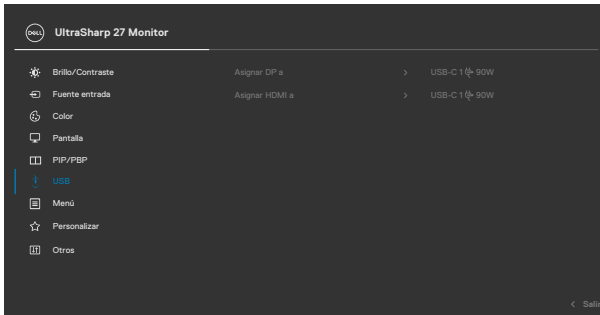 DELL
UltraSharp 27 Monitor
Brillo/Contraste
Asignar DP a > USB-C 1 90W
Fuente entrada
Asignar HDMI a > USB-C 1 90W
Color
Pantalla
PIP/PBP
USB
Menú
Personalizar
Otros
< Salir